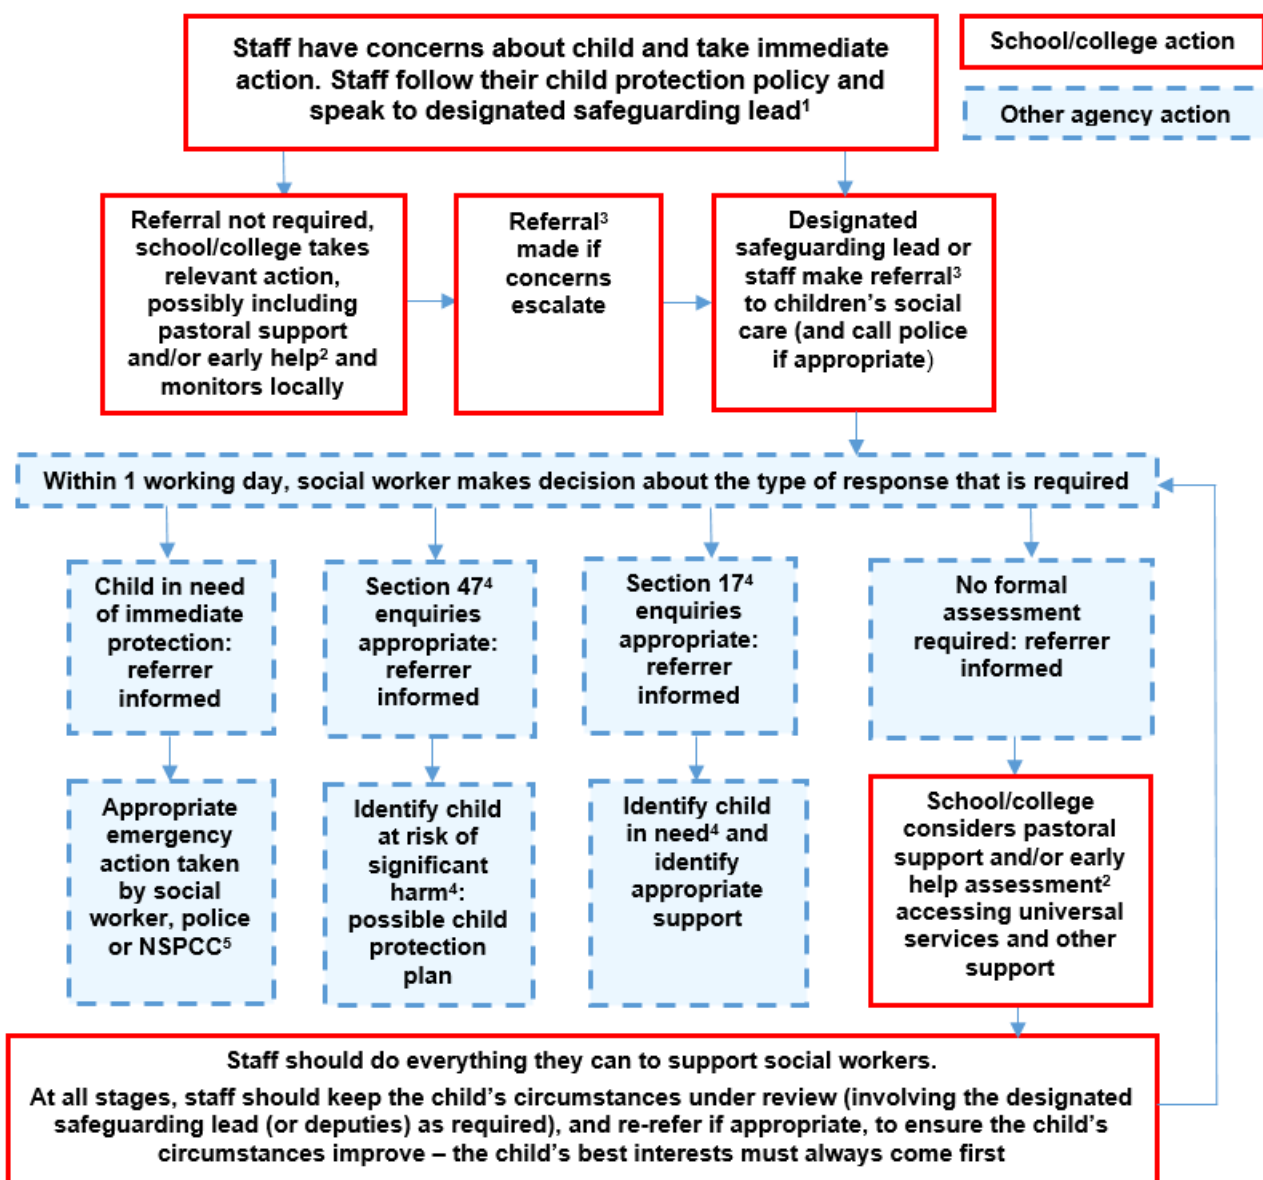 Staff have concerns about child and take immediate
action. Staff follow their child protection policy and
speak to designated safeguarding lead¹
School/college action
Other agency action
Referral not required,
school/college takes
relevant action,
possibly including
pastoral support
and/or early help² and
monitors locally
Referral³
made if
concerns
escalate
Designated
safeguarding lead or
staff make referral³
to children’s social
care (and call police
if appropriate)
Within 1 working day, social worker makes decision about the type of response that is required
Child in need
of immediate
protection:
referrer
informed
Section 47⁴
enquiries
appropriate:
referrer
informed
Section 17⁴
enquiries
appropriate:
referrer
informed
No formal
assessment
required: referrer
informed
Appropriate
emergency
action taken
by social
worker, police
or NSPCC⁵
Identify child
at risk of
significant
harm⁴:
possible child
protection
plan
Identify child
in need⁴ and
identify
appropriate
support
School/college
considers pastoral
support and/or early
help assessment²
accessing universal
services and other
support
Staff should do everything they can to support social workers.
At all stages, staff should keep the child’s circumstances under review (involving the designated
safeguarding lead (or deputies) as required), and re-refer if appropriate, to ensure the child’s
circumstances improve – the child’s best interests must always come first